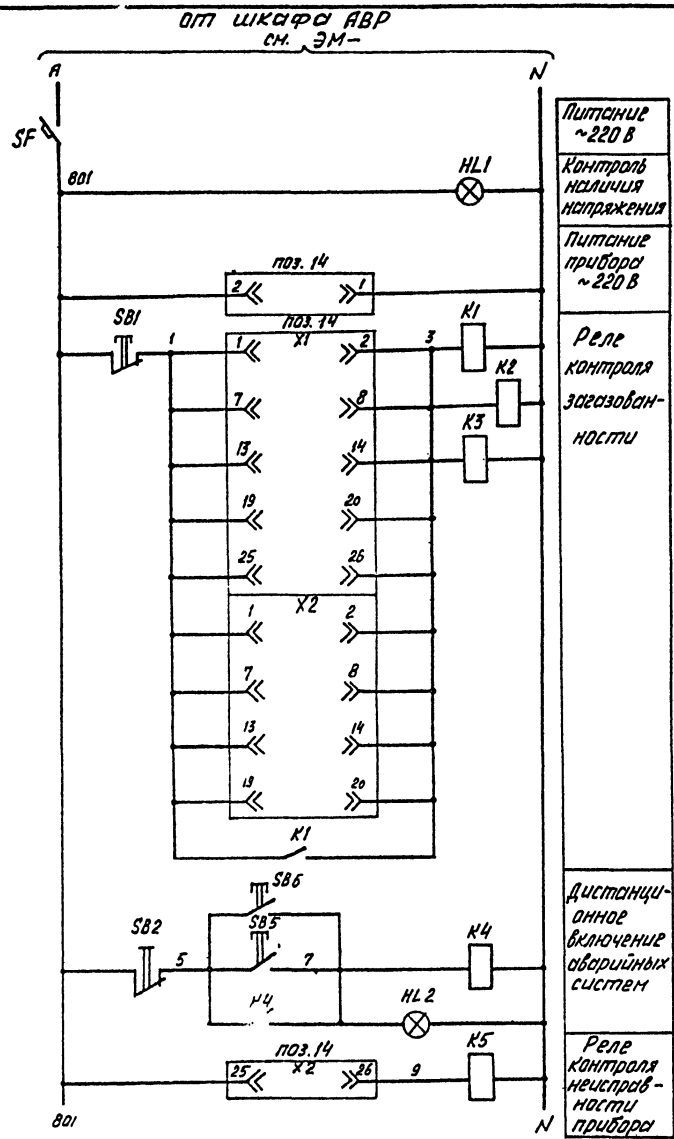 от шкафа АВР
см. ЭМ-
А N
SF
Питание
~220 В
801 HL1
Контроль
наличия
напряжения
поз. 14
2 1
Питание
прибора
~220 В
SB1 1
поз. 14
X1
1 2 3 K1
7 8 K2
13 14 K3
19 20
25 26
X2
1 2
7 8
13 14
19 20
K1
Реле
контроля
загазован-
ности
SB6
SB2 5 SB5 7 K4
HL2
Дистанци-
онное
включение
аварийных
систем
поз. 14
25 X2 26 9 K5
Реле
контроля
неисправ-
ности
прибора
801 N